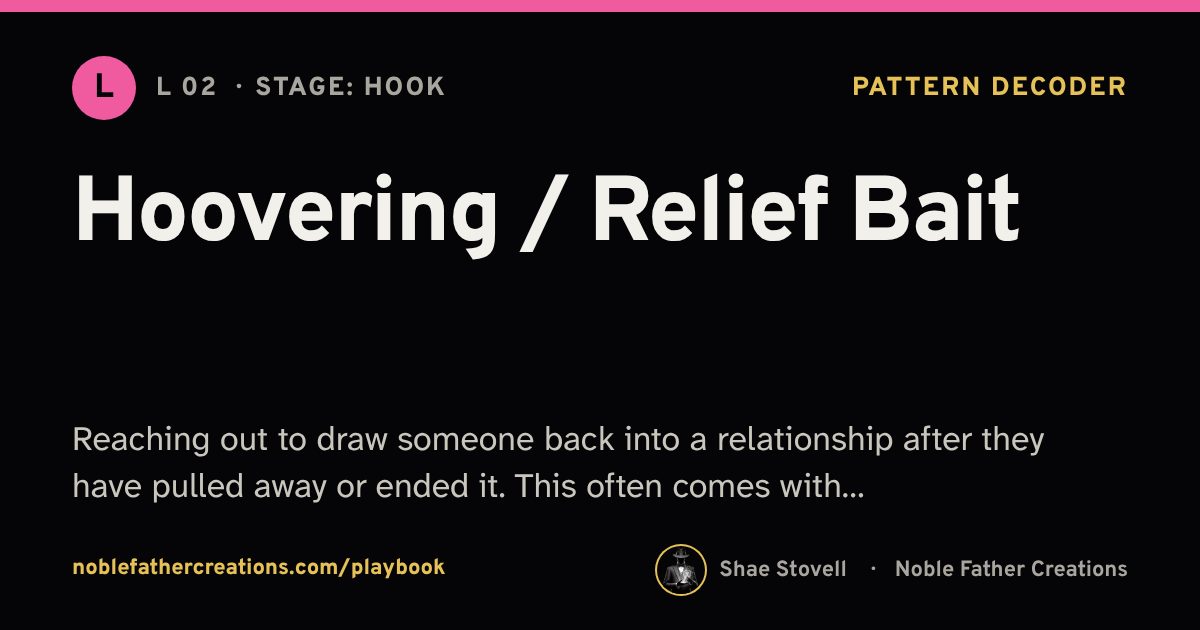 L
L 02 · STAGE: HOOK
PATTERN DECODER
Hoovering / Relief Bait
Reaching out to draw someone back into a relationship after they
have pulled away or ended it. This often comes with...
noblefathercreations.com/playbook
Shae Stovell · Noble Father Creations